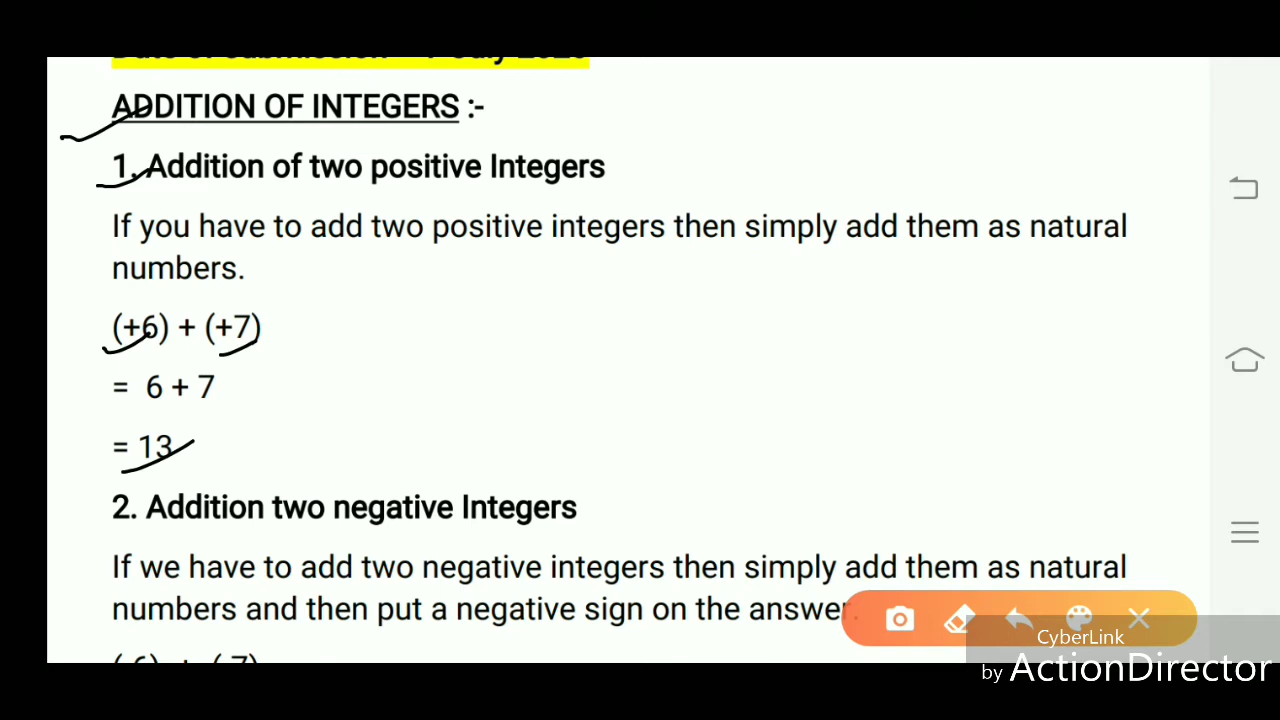 ADDITION OF INTEGERS :-
1. Addition of two positive Integers
If you have to add two positive integers then simply add them as natural
numbers.
(+6) + (+7)
= 6 + 7
= 13
2. Addition two negative Integers
If we have to add two negative integers then simply add them as natural
numbers and then put a negative sign on the answer.
CyberLink
by ActionDirector